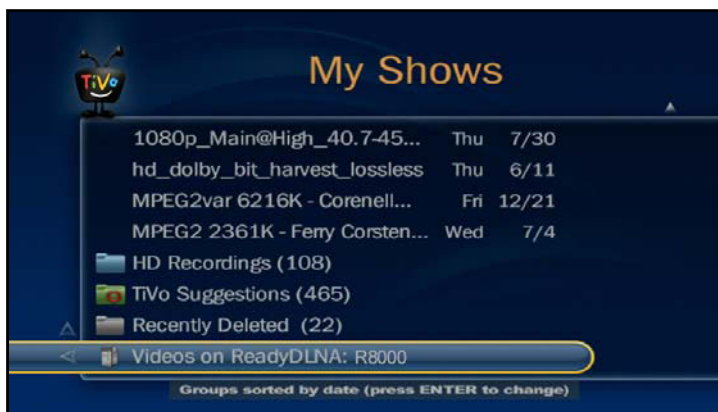 TiVo
My Shows
1080p_Main@High_40.7-45... Thu 7/30
hd_dolby_bit_harvest_lossless Thu 6/11
MPEG2var 6216K - Corenell... Fri 12/21
MPEG2 2361K - Ferry Corsten... Wed 7/4
HD Recordings (108)
TiVo Suggestions (465)
Recently Deleted (22)
Videos on ReadyDLNA: R8000
Groups sorted by date (press ENTER to change)